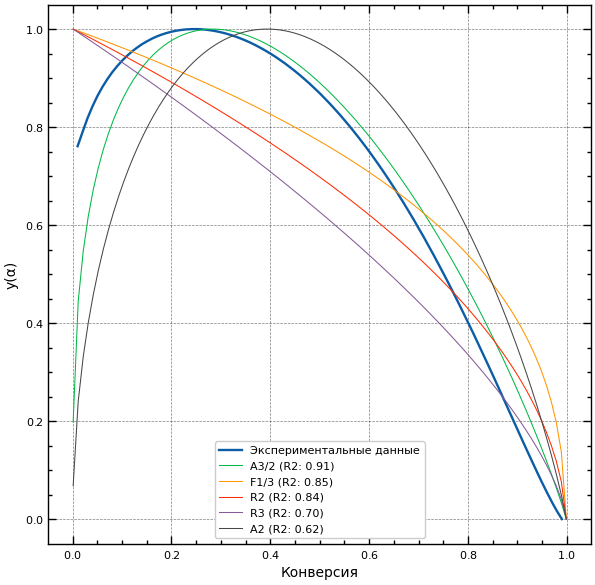 y(α)
1.0
0.8
0.6
0.4
0.2
0.0
Экспериментальные данные
A3/2 (R2: 0.91)
F1/3 (R2: 0.85)
R2 (R2: 0.84)
R3 (R2: 0.70)
A2 (R2: 0.62)
0.0 0.2 0.4 0.6 0.8 1.0
Конверсия